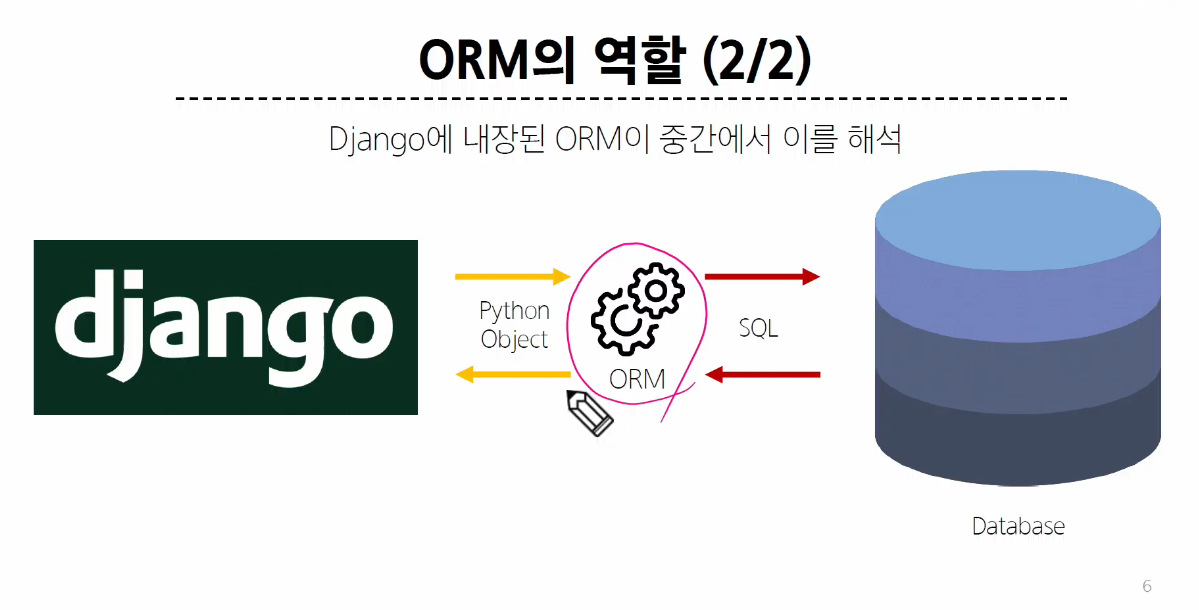 ORM의 역할 (2/2)
Django에 내장된 ORM이 중간에서 이를 해석
django
Python
Object
ORM
SQL
Database
6